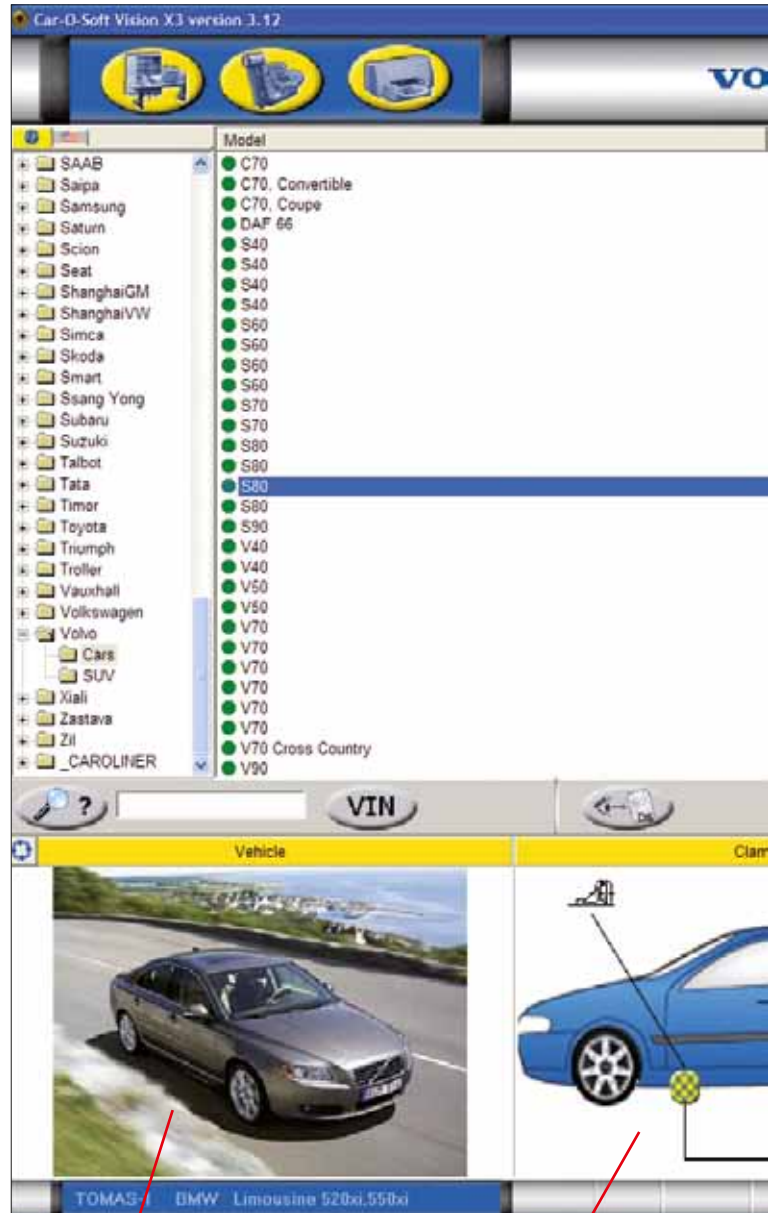 Car-O-Soft Vision X3 version 3.12
VO
Model
SAAB
Saipa
Samsung
Saturn
Scion
Seat
ShanghaiGM
ShanghaiVW
Simca
Skoda
Smart
Ssang Yong
Subaru
Suzuki
Talbot
Tata
Timor
Toyota
Triumph
Troller
Vauxhall
Volkswagen
Volvo
Cars
SUV
Xiali
Zastava
Zil
_CAROLINER
C70
C70, Convertible
C70, Coupe
DAF 66
S40
S40
S40
S40
S60
S60
S60
S60
S70
S70
S80
S80
S80
S80
S90
V40
V40
V50
V50
V70
V70
V70
V70
V70
V70
V70 Cross Country
V90
?
VIN
Vehicle
Clam
BMW Limousine 520xi,550xi